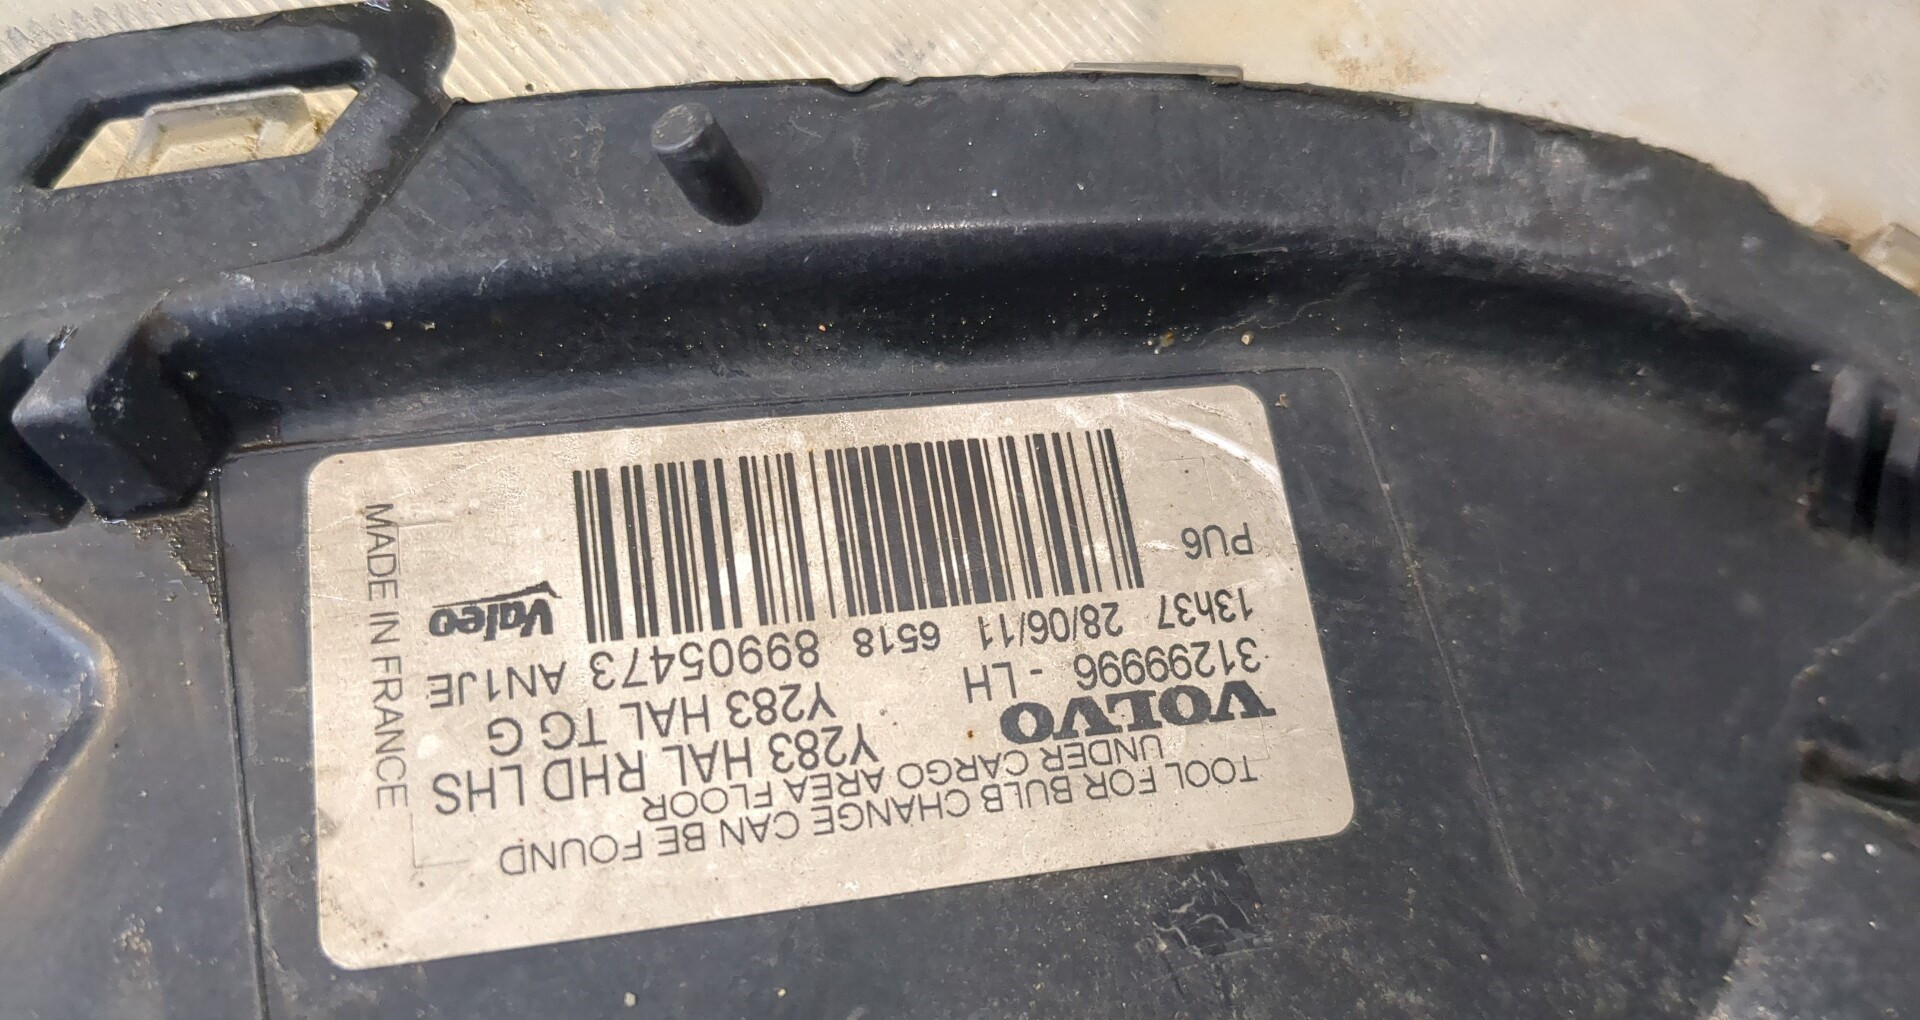 TOOL FOR BULB CHANGE CAN BE FOUND
UNDER CARGO AREA FLOOR
VOLVO
31299996 - LH
13h37 28/06/11 6518
PU6
Y283 HAL RHD LHS
Y283 HAL TG G
89905473 AN1JE
Valeo
MADE IN FRANCE